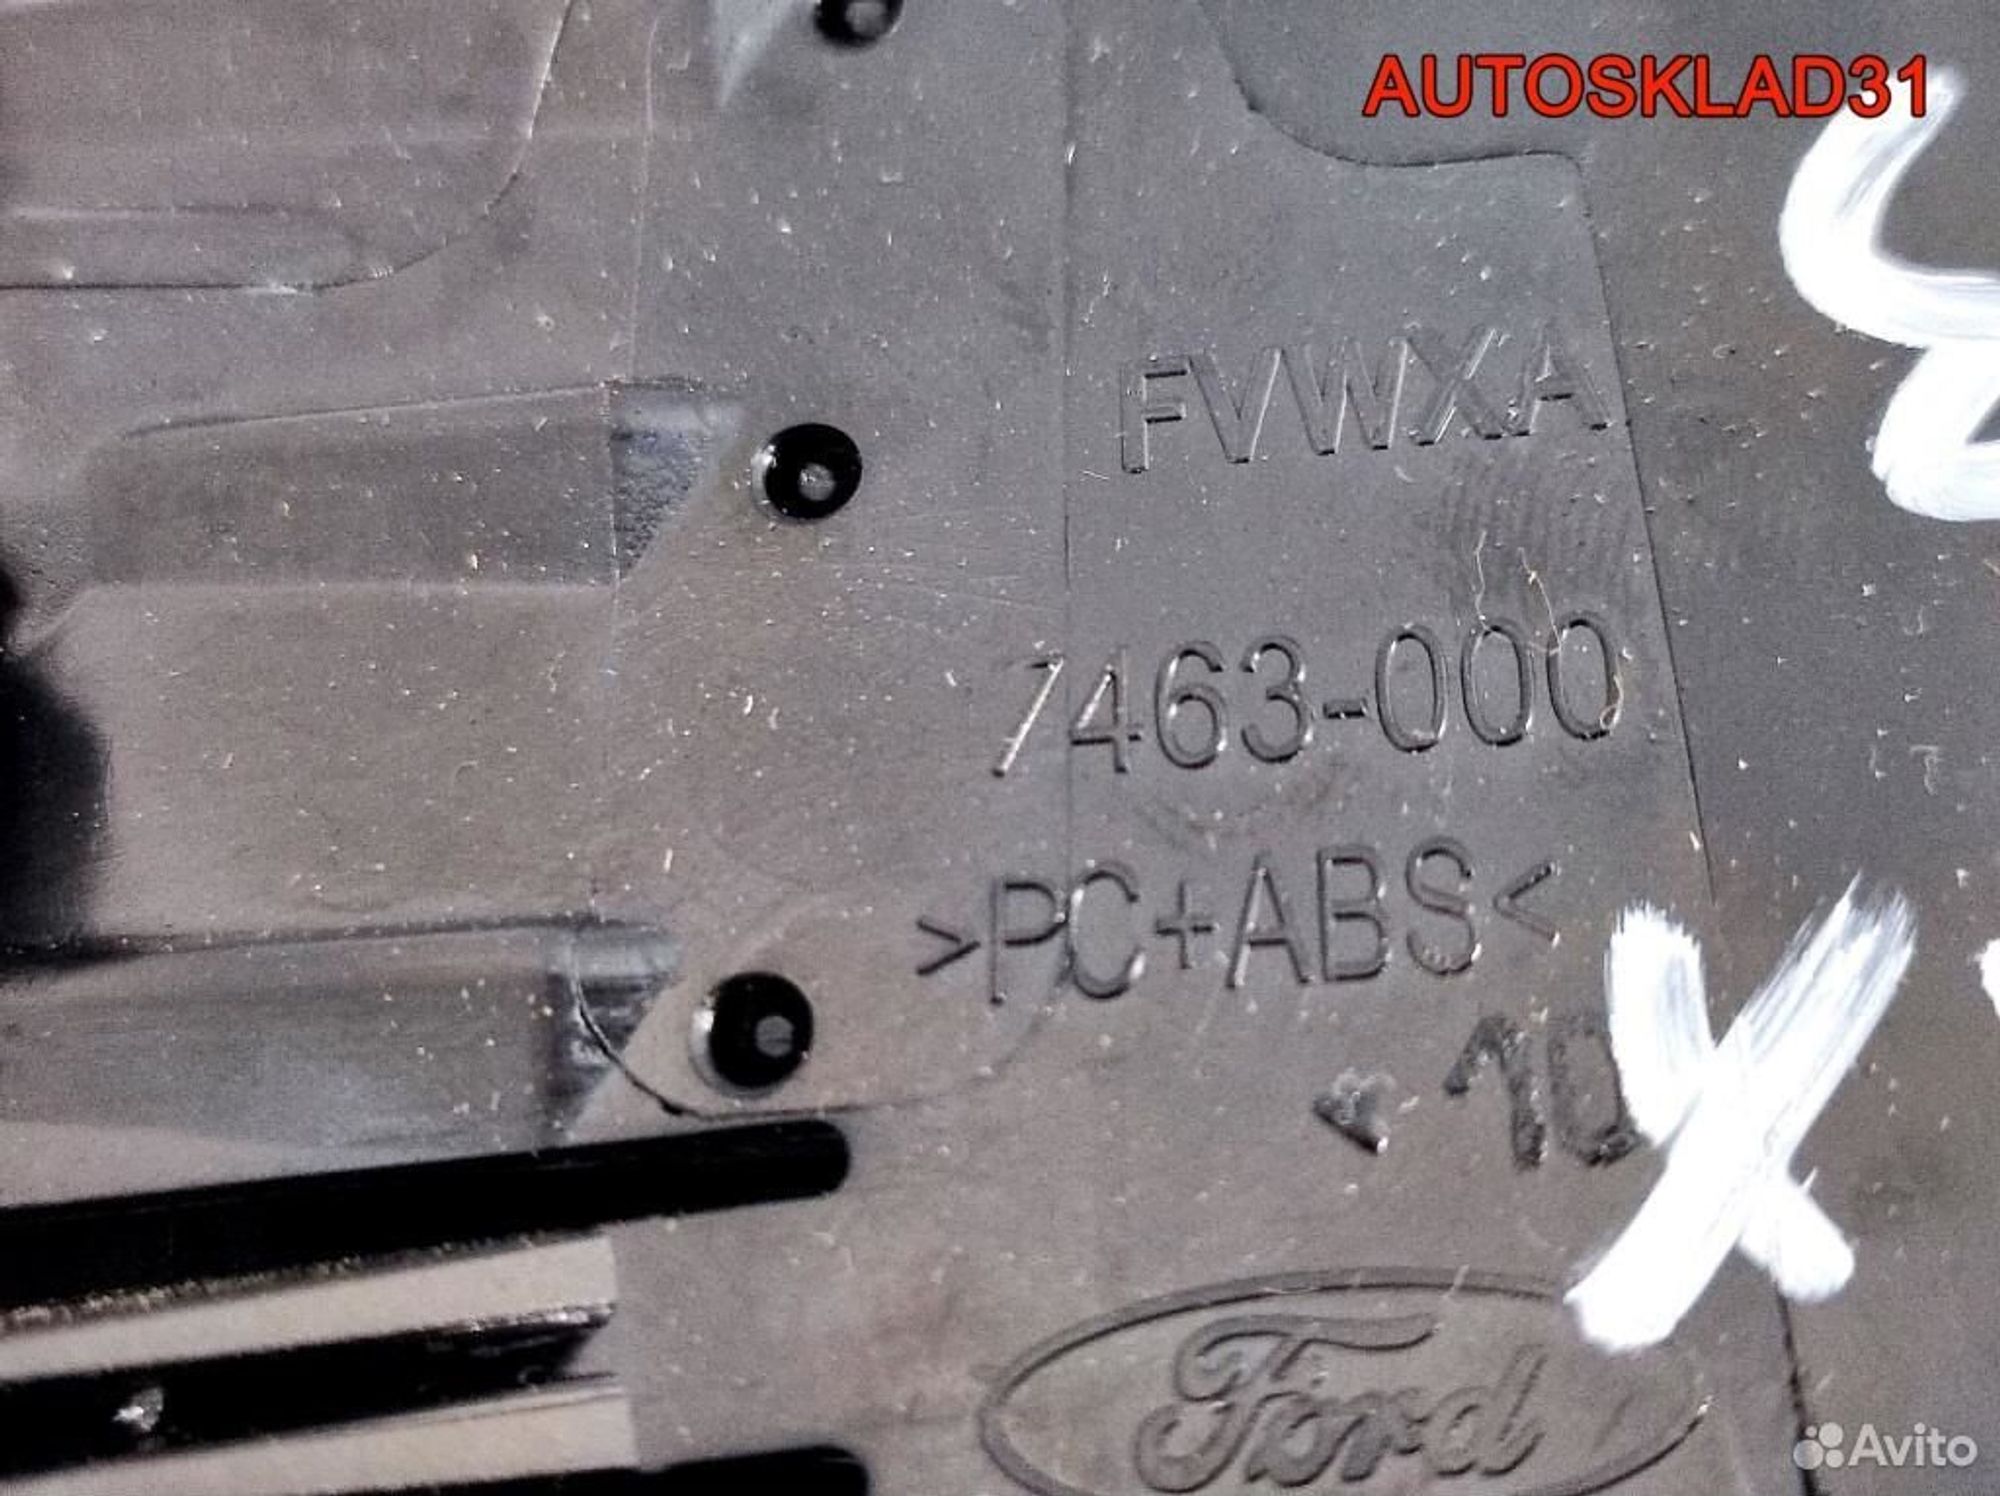 AUTOSKLAD31
FVWXA
7463-000
>PC+ABS<
10
Ford
Avito